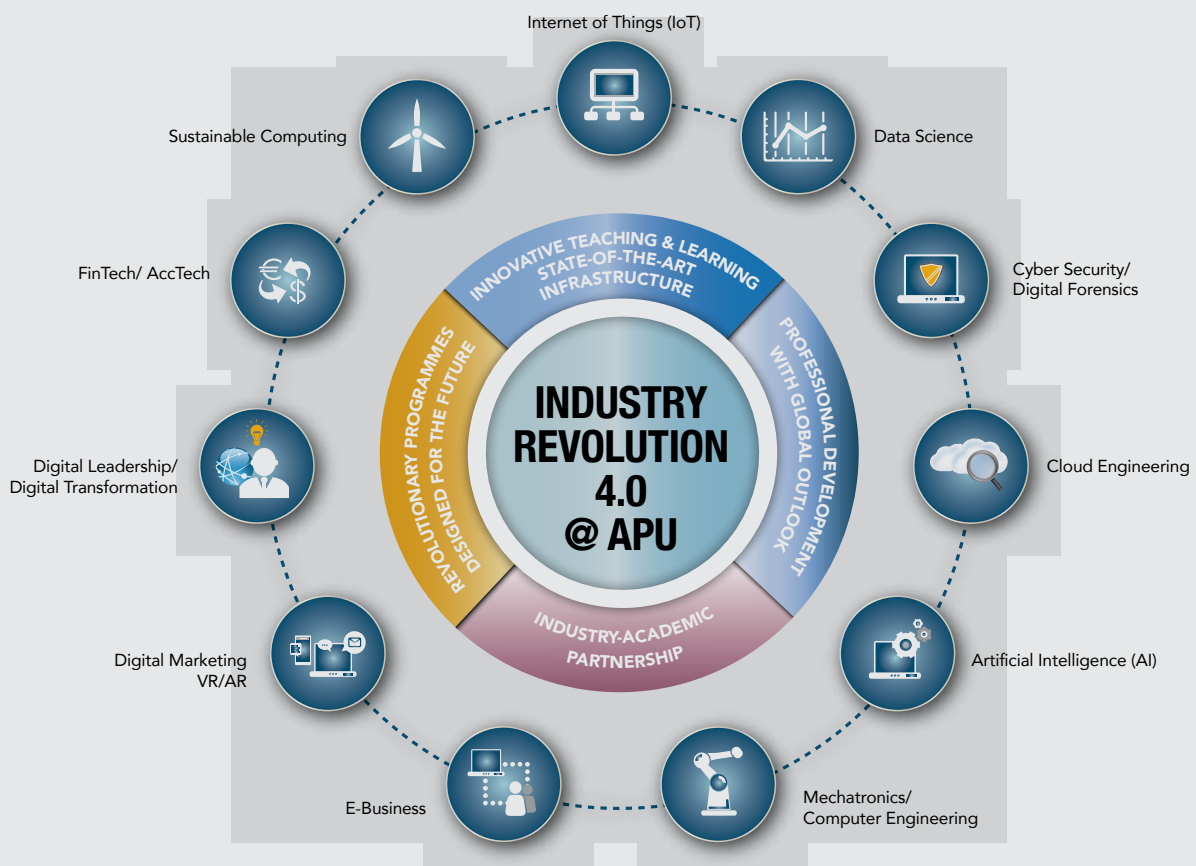 Internet of Things (IoT)
Data Science
Cyber Security/
Digital Forensics
Cloud Engineering
Artificial Intelligence (AI)
Mechatronics/
Computer Engineering
E-Business
Digital Marketing
VR/AR
Digital Leadership/
Digital Transformation
FinTech/ AccTech
Sustainable Computing
INNOVATIVE TEACHING & LEARNING
STATE-OF-THE-ART
INFRASTRUCTURE
PROFESSIONAL DEVELOPMENT
WITH GLOBAL OUTLOOK
INDUSTRY-ACADEMIC
PARTNERSHIP
REVOLUTIONARY PROGRAMMES
DESIGNED FOR THE FUTURE
INDUSTRY
REVOLUTION
4.0
@ APU
€
$